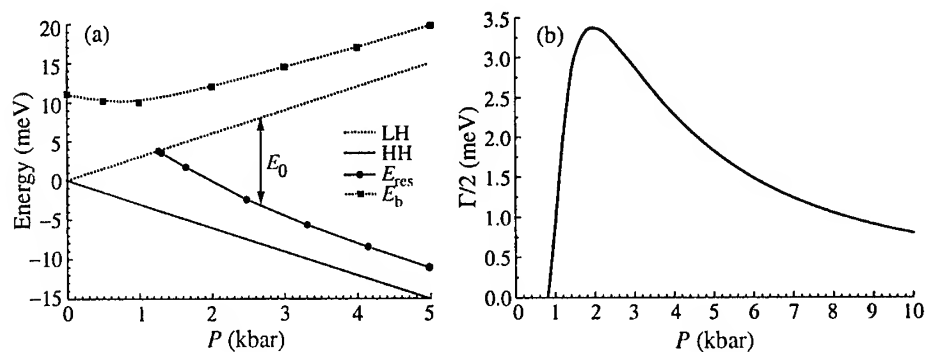 (a)
Energy (meV)
20
15
10
5
0
−5
−10
−15
0 1 2 3 4 5
P (kbar)
E₀
LH
HH
E_res
E_b
(b)
Γ/2 (meV)
3.5
3.0
2.5
2.0
1.5
1.0
0.5
0.0
0 1 2 3 4 5 6 7 8 9 10
P (kbar)